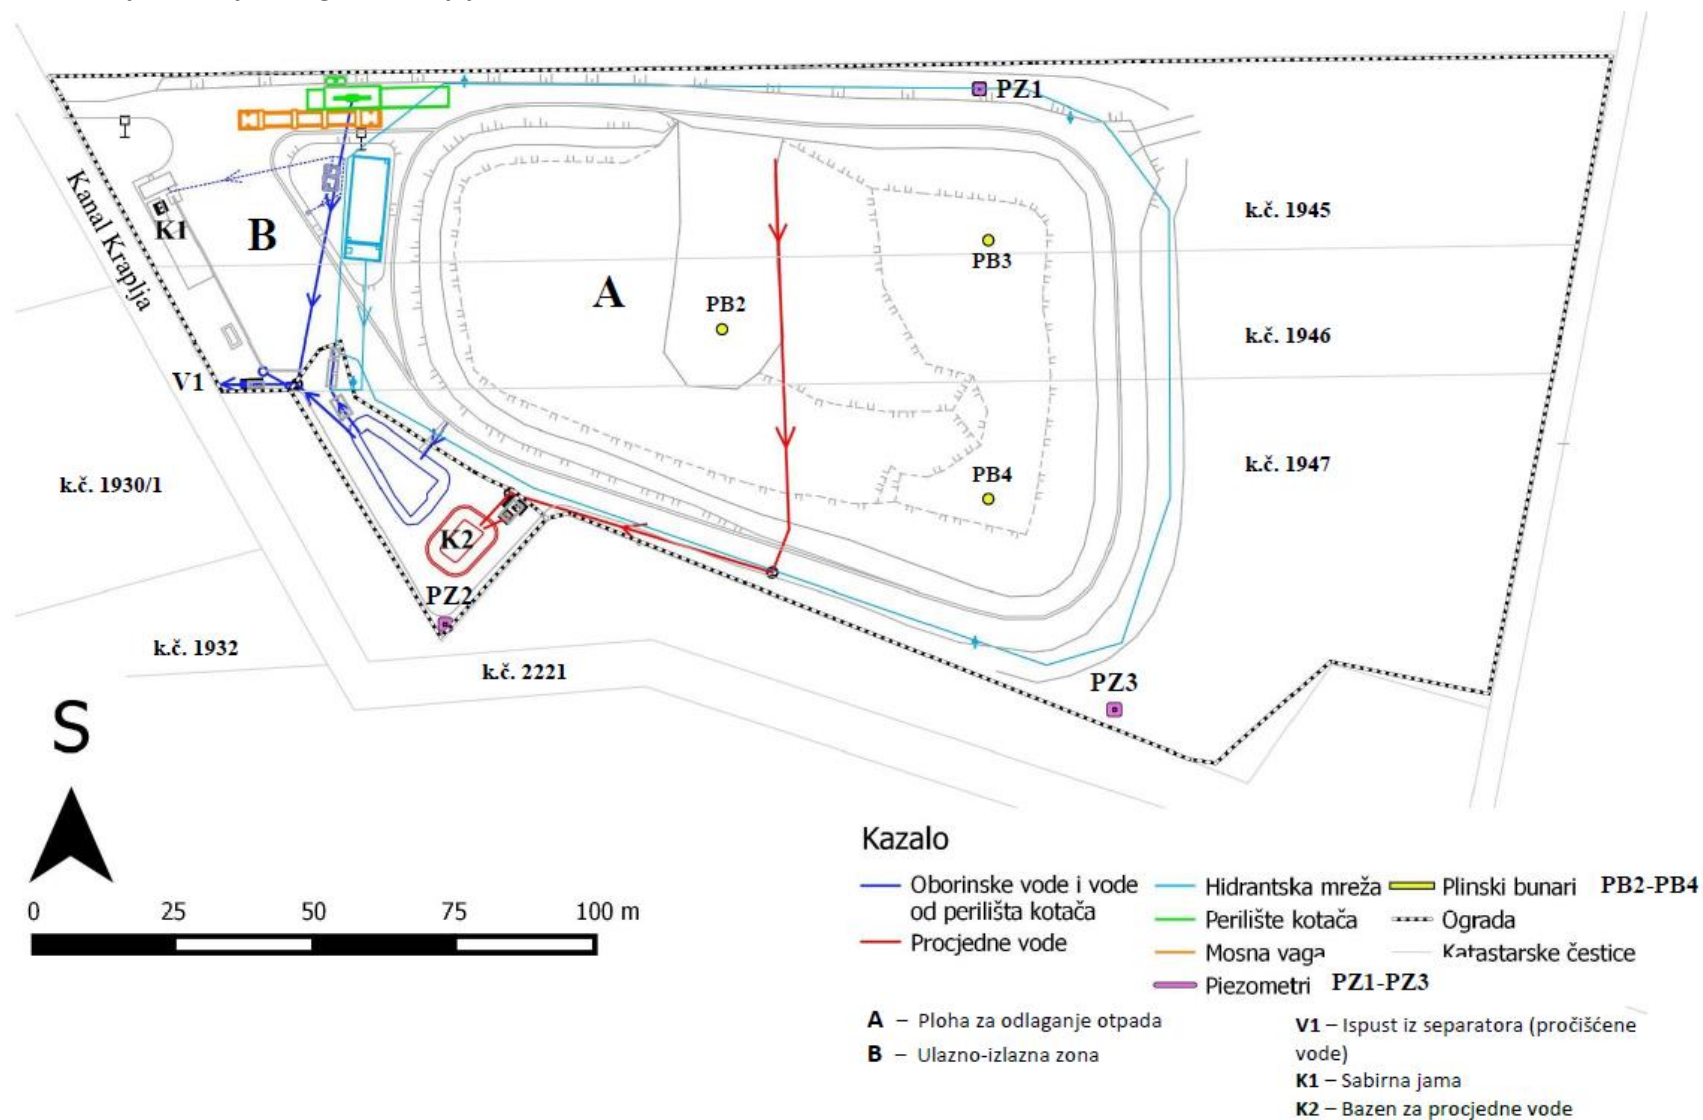 PZ1
Kanal Kraplja
K1
B
A
k.č. 1945
PB3
PB2
k.č. 1946
V1
k.č. 1947
PB4
k.č. 1930/1
K2
PZ2
k.č. 1932
k.č. 2221
PZ3
S
0 25 50 75 100 m
Kazalo
Oborinske vode i vode
od perilišta kotača
Procjedne vode
Hidrantska mreža
Perilište kotača
Mosna vaga
Piezometri PZ1-PZ3
Plinski bunari PB2-PB4
Ograda
Katastarske čestice
A – Ploha za odlaganje otpada
B – Ulazno-izlazna zona
V1 – Ispust iz separatora (pročišćene
vode)
K1 – Sabirna jama
K2 – Bazen za procjedne vode